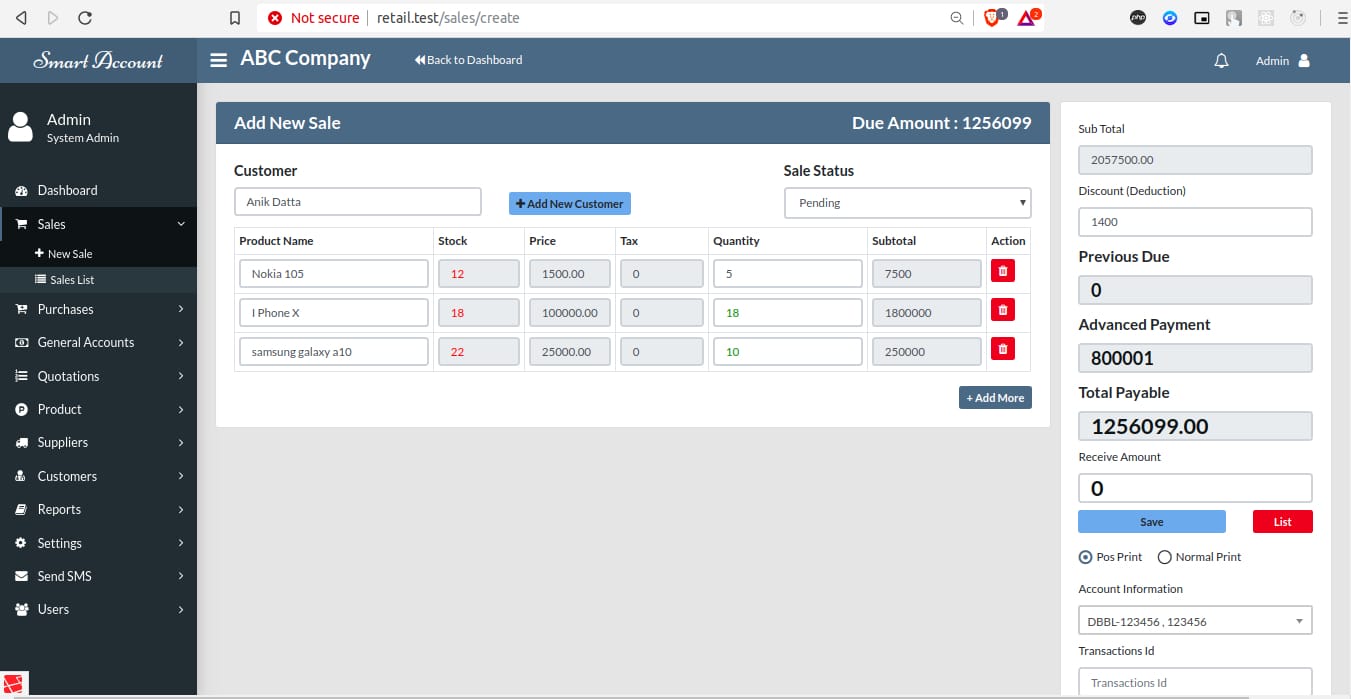 Not secure retail.test/sales/create 1 2
php
Smart Account
ABC Company
Back to Dashboard
Admin
Admin
System Admin
Dashboard
Sales
New Sale
Sales List
Purchases
General Accounts
Quotations
Product
Suppliers
Customers
Reports
Settings
Send SMS
Users
Add New Sale
Due Amount : 1256099
Customer
Sale Status
Anik Datta
+ Add New Customer
Pending
Product Name Stock Price Tax Quantity Subtotal Action
Nokia 105 12 1500.00 0 5 7500
I Phone X 18 100000.00 0 18 1800000
samsung galaxy a10 22 25000.00 0 10 250000
+ Add More
Sub Total
2057500.00
Discount (Deduction)
1400
Previous Due
0
Advanced Payment
800001
Total Payable
1256099.00
Receive Amount
0
Save List
Pos Print Normal Print
Account Information
DBBL-123456 , 123456
Transactions Id
Transactions Id